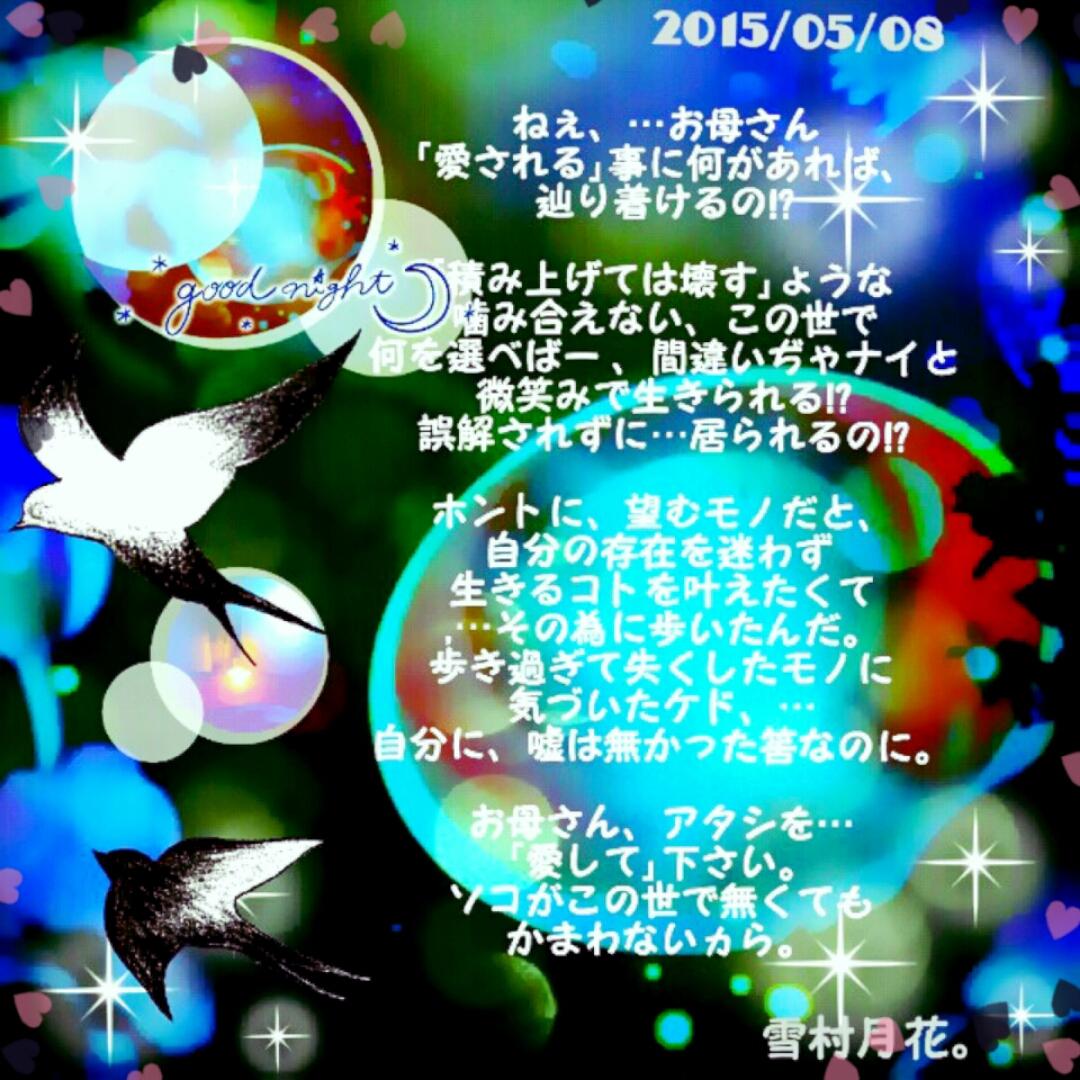 2015/05/08
ねぇ、…お母さん
「愛される」事に何があれば、
辿り着けるの!?
good night
「積み上げては壊す」ような
噛み合えない、この世で
何を選べばー、間違いぢゃナイと
微笑みで生きられる!?
誤解されずに…居られるの!?
ホントに、望むモノだと、
自分の存在を迷わず
生きるコトを叶えたくて
,…その為に歩いたんだ。
歩き過ぎて失くしたモノに
気づいたケド、…
自分に、嘘は無かった筈なのに。
お母さん、アタシを…
「愛して」下さい。
ソコがこの世で無くても
かまわないカら。
雪村月花。